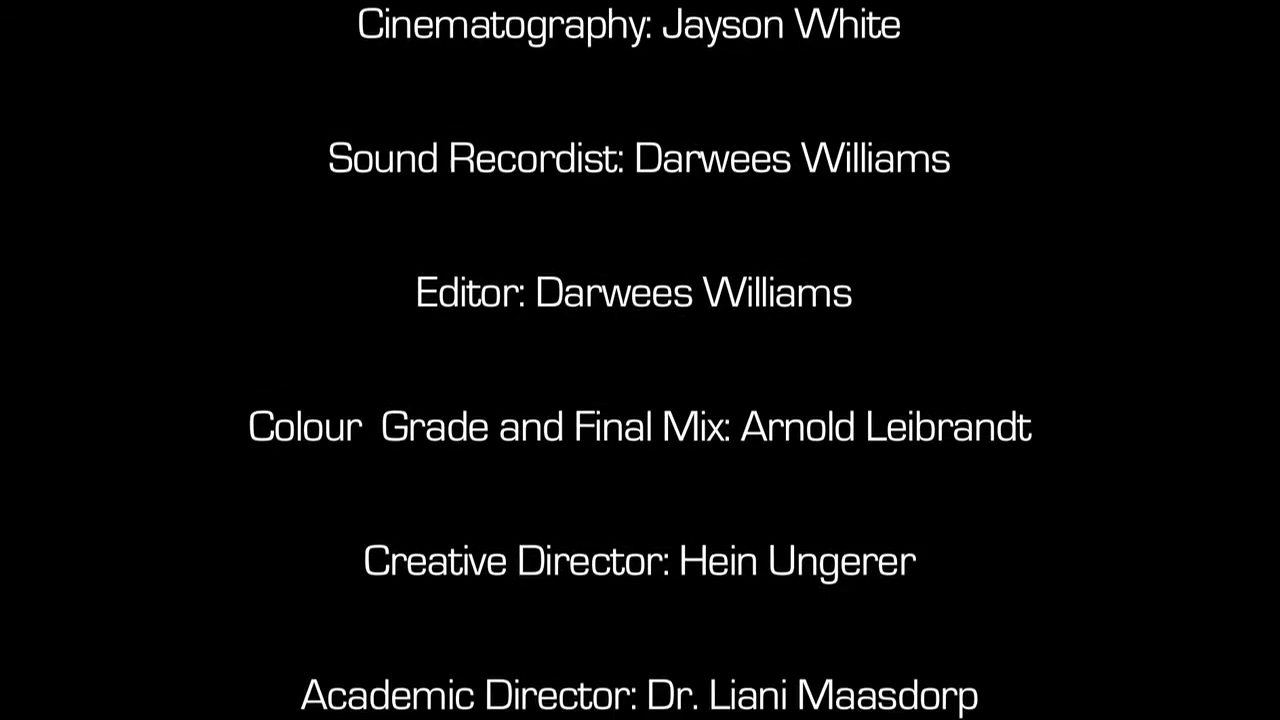 Cinematography: Jayson White
Sound Recordist: Darwees Williams
Editor: Darwees Williams
Colour  Grade and Final Mix: Arnold Leibrandt
Creative Director: Hein Ungerer
Academic Director: Dr. Liani Maasdorp